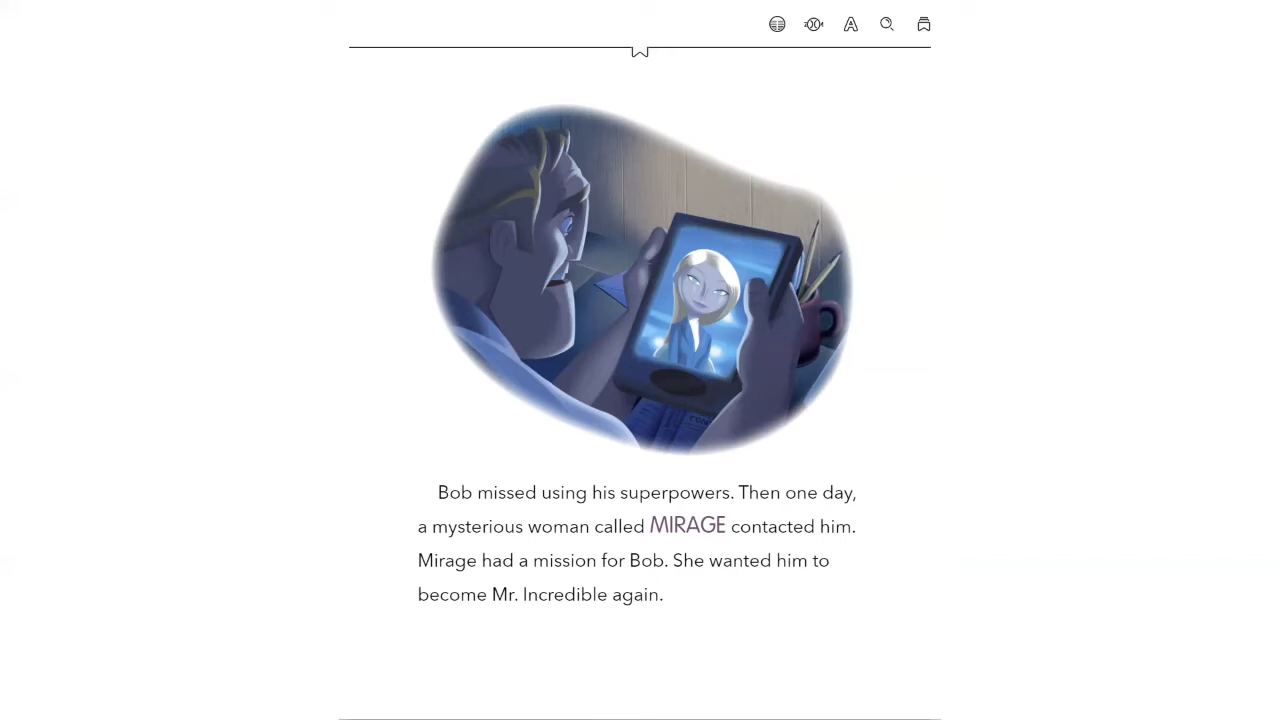 Bob missed using his superpowers. Then one day,
a mysterious woman called MIRAGE contacted him.
Mirage had a mission for Bob. She wanted him to
become Mr. Incredible again.